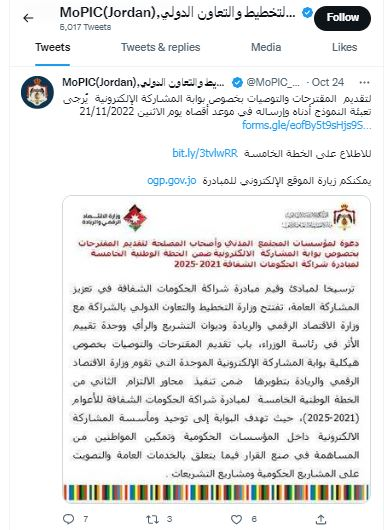 MoPIC(Jordan),لتخطيط والتعاون الدولي...
5,017 Tweets
Follow
Tweets Tweets & replies Media Likes
MoPIC(Jordan),يط والتعاون الدولي... @MoPIC_... · Oct 24
لتقديم المقترحات والتوصيات بخصوص بوابة المشاركة الإلكترونية يُرجى
تعبئة النموذج أدناه وإرساله في موعد أقصاه يوم الاثنين 21/11/2022
forms.gle/eofBy5t9sHjs9S...
للاطلاع على الخطة الخامسة bit.ly/3tvlwRR
يمكنكم زيارة الموقع الإلكتروني للمبادرة ogp.gov.jo
وزارة الاقتصاد
الرقمي والريادة
دعوة لمؤسسات المجتمع المدني وأصحاب المصلحة لتقديم المقترحات
بخصوص بوابة المشاركة الالكترونية ضمن الخطة الوطنية الخامسة
لمبادرة شراكة الحكومات الشفافة 2021-2025
ترسيخا لمبادئ وقيم مبادرة شراكة الحكومات الشفافة في تعزيز
المشاركة العامة، تفتتح وزارة التخطيط والتعاون الدولي بالشراكة مع
وزارة الاقتصاد الرقمي والريادة وديوان التشريع والرأي ووحدة تقييم
الأثر في رئاسة الوزراء، باب تقديم المقترحات والتوصيات بخصوص
هيكلية بوابة المشاركة الإلكترونية الموحدة التي تقوم وزارة الاقتصاد
الرقمي والريادة بتطويرها ضمن تنفيذ محاور الالتزام الثاني من
الخطة الوطنية الخامسة لمبادرة شراكة الحكومات الشفافة للأعوام
(2021-2025)، حيث تهدف البوابة إلى توحيد ومأسسة المشاركة
الالكترونية داخل المؤسسات الحكومية وتمكين المواطنين من
المساهمة في صنع القرار فيما يتعلق بالخدمات العامة والتصويت
على المشاريع الحكومية ومشاريع التشريعات.
7 3 6 1